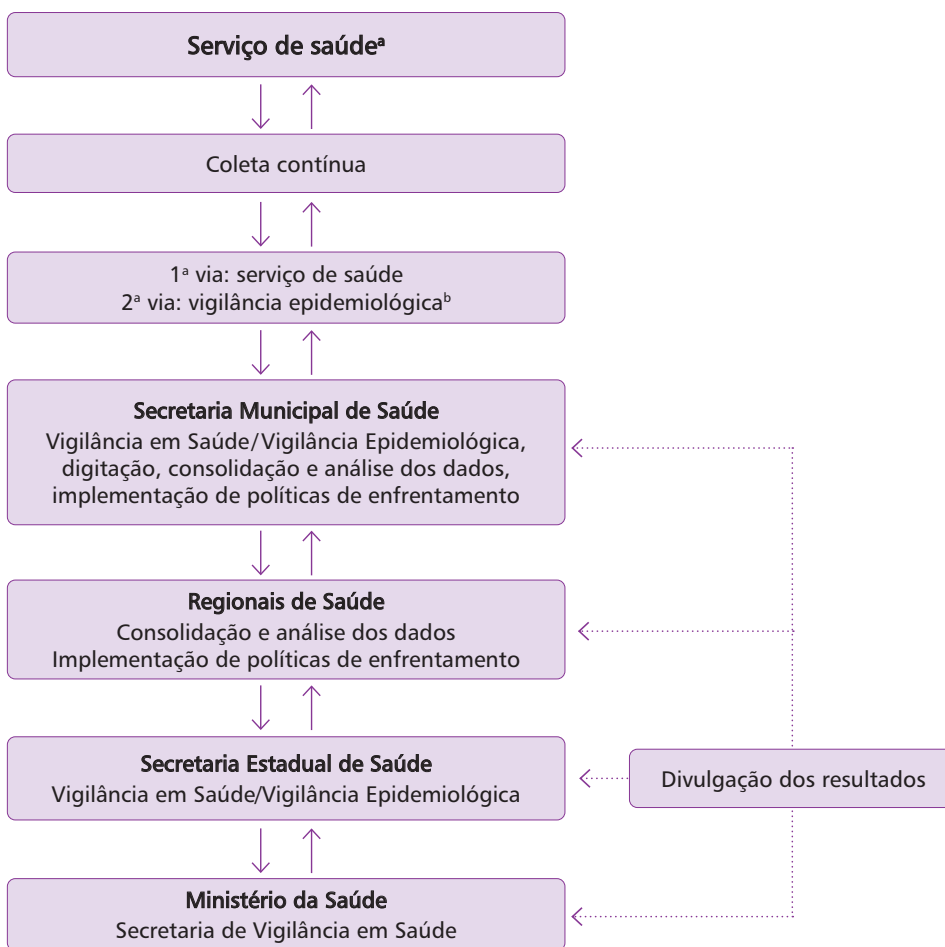 Serviço de saúdeª
Coleta contínua
1ª via: serviço de saúde
2ª via: vigilância epidemiológicaᵇ
Secretaria Municipal de Saúde
Vigilância em Saúde/Vigilância Epidemiológica,
digitação, consolidação e análise dos dados,
implementação de políticas de enfrentamento
Regionais de Saúde
Consolidação e análise dos dados
Implementação de políticas de enfrentamento
Secretaria Estadual de Saúde
Vigilância em Saúde/Vigilância Epidemiológica
Divulgação dos resultados
Ministério da Saúde
Secretaria de Vigilância em Saúde